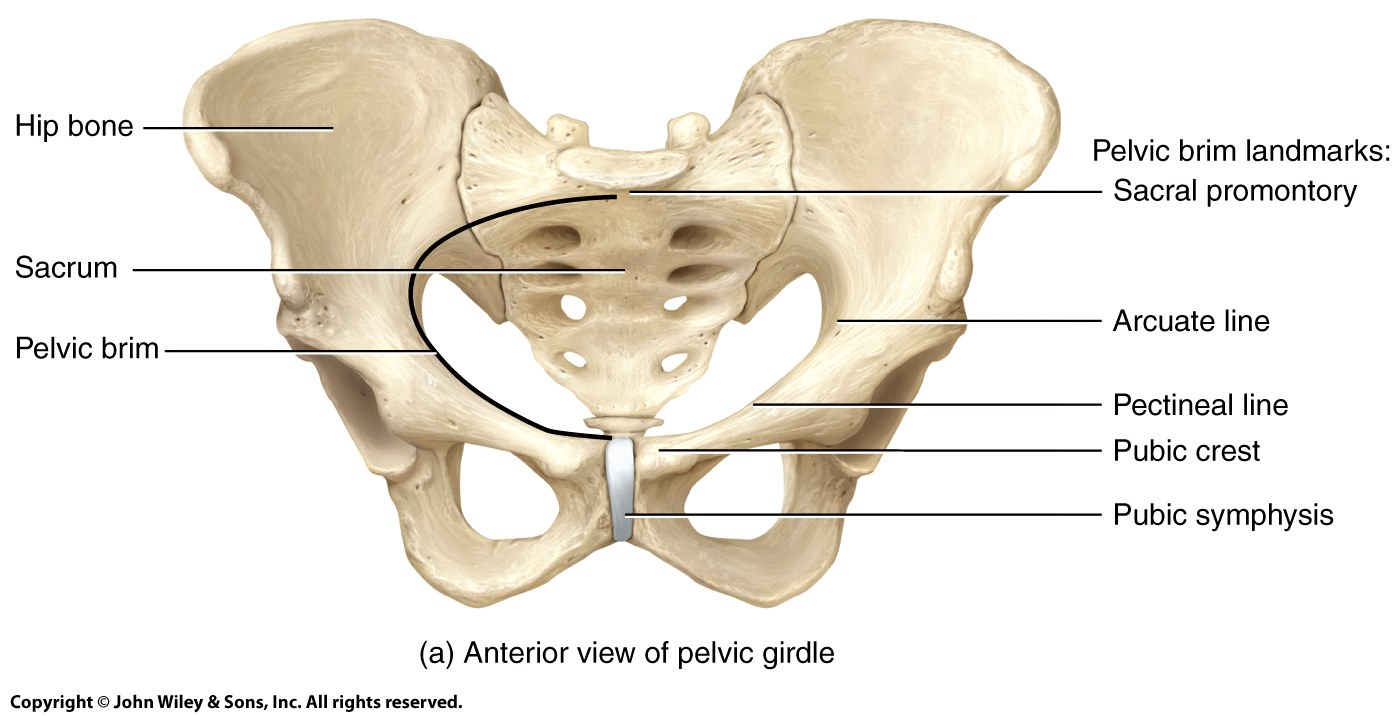 Hip bone
Sacrum
Pelvic brim
Pelvic brim landmarks:
Sacral promontory
Arcuate line
Pectineal line
Pubic crest
Pubic symphysis
(a) Anterior view of pelvic girdle
Copyright © John Wiley & Sons, Inc. All rights reserved.